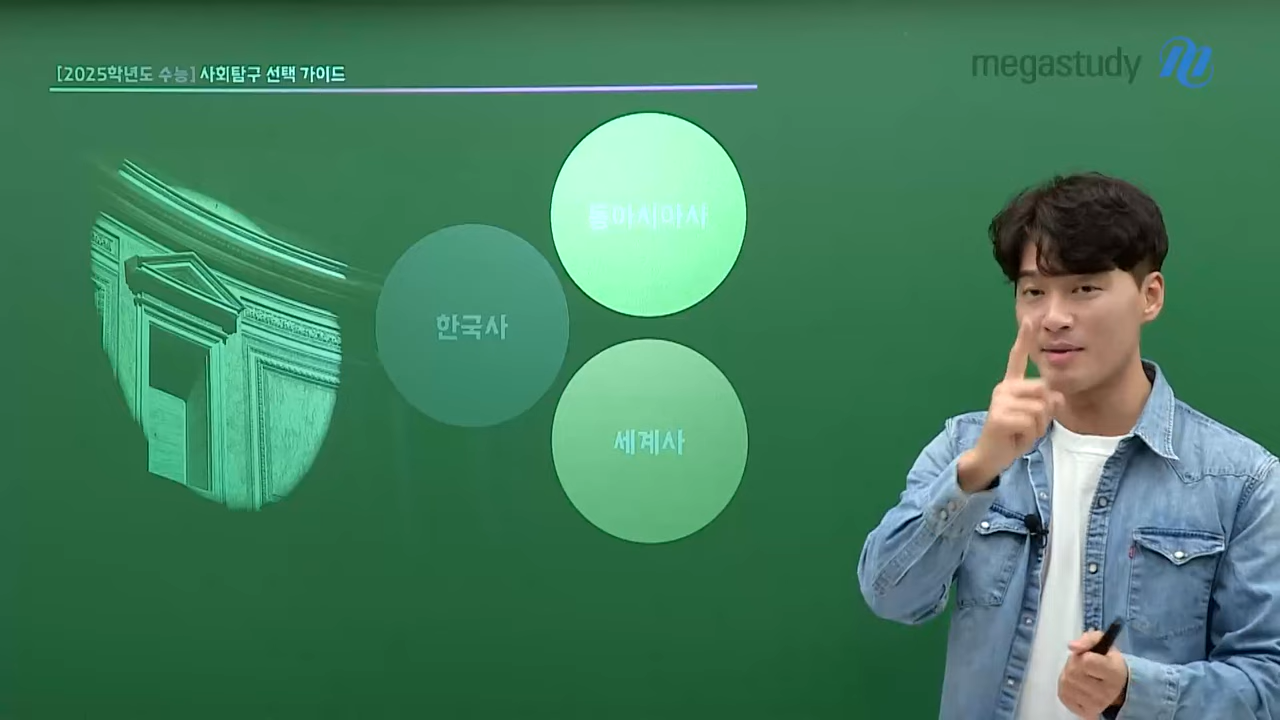 [2025학년도 수능] 사회탐구 선택 가이드
megastudy
동아시아사
한국사
세계사